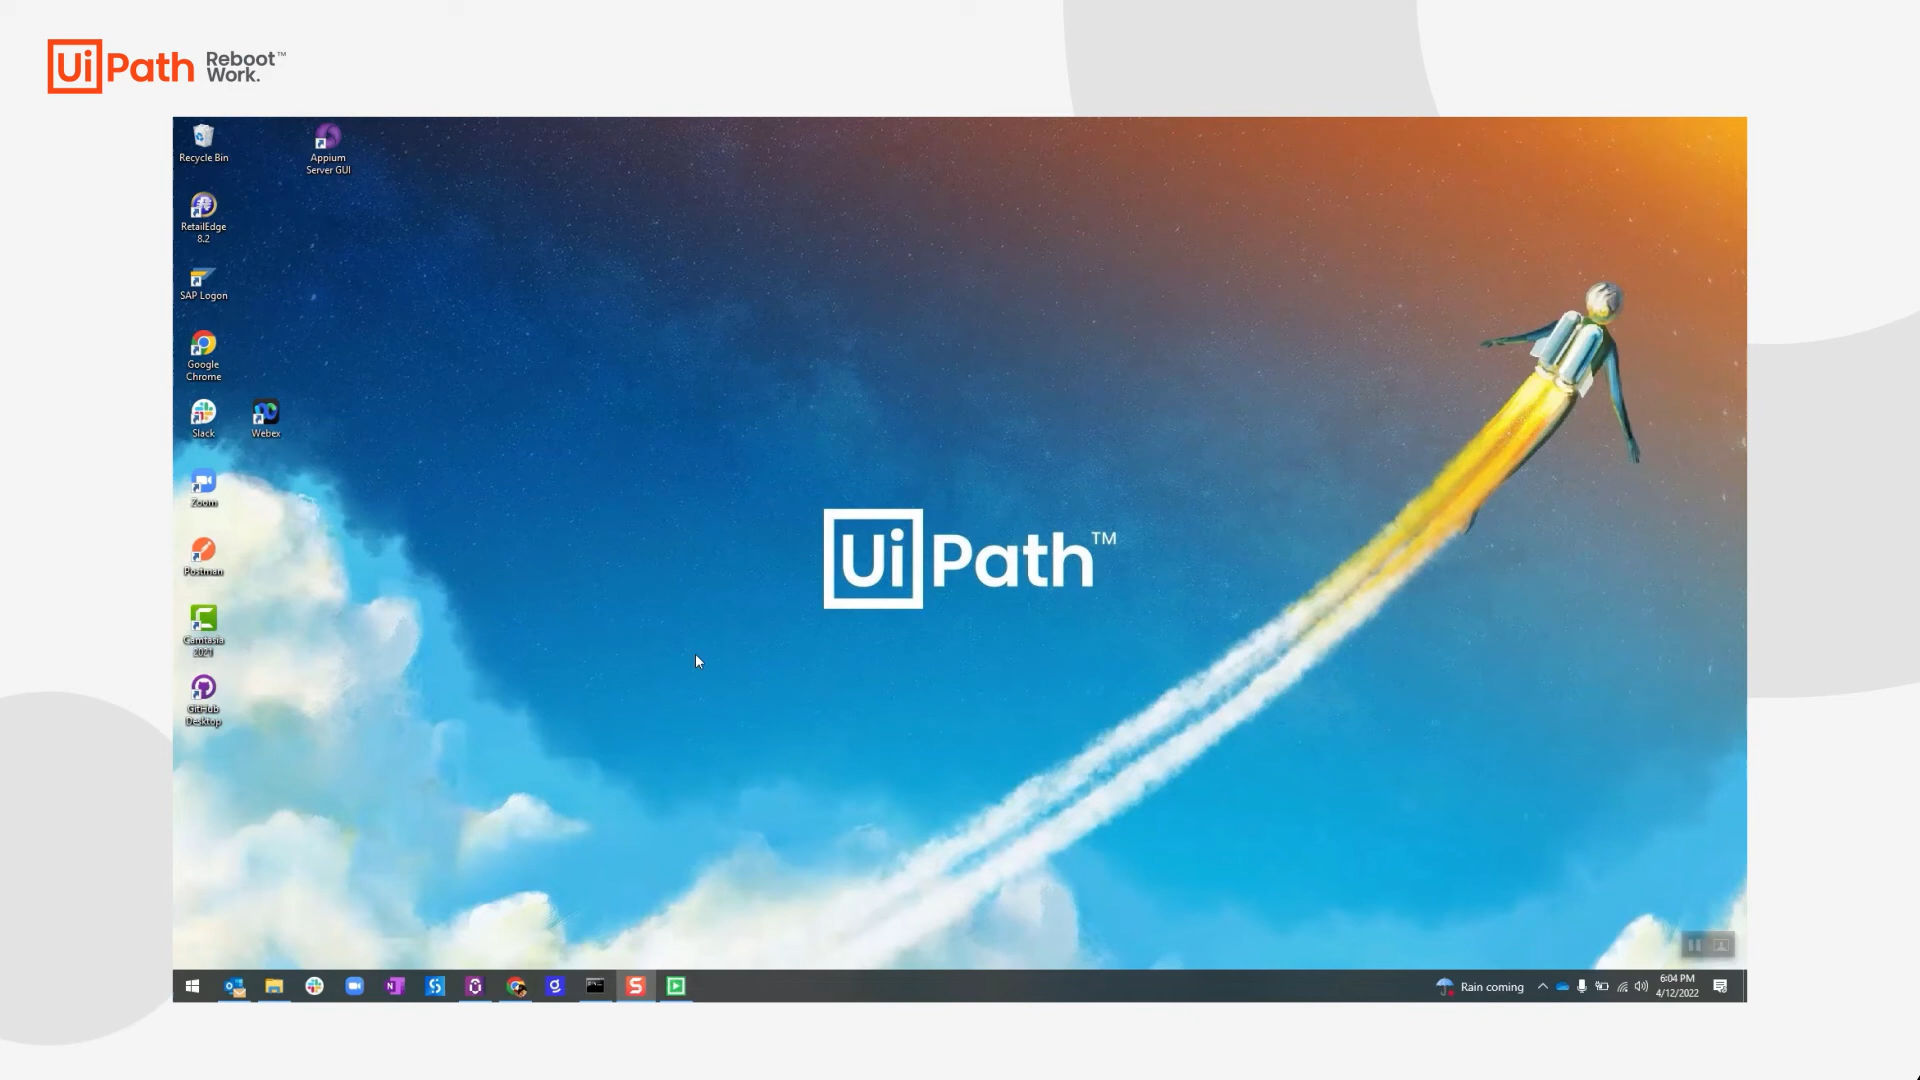 UiPath Reboot™
Work.
Recycle Bin
Appium
Server GUI
RetailEdge
8.2
SAP Logon
Google
Chrome
Slack
Webex
Zoom
Postman
Camtasia
2021
GitHub
Desktop
UiPath™
Rain coming
6:04 PM
4/12/2022